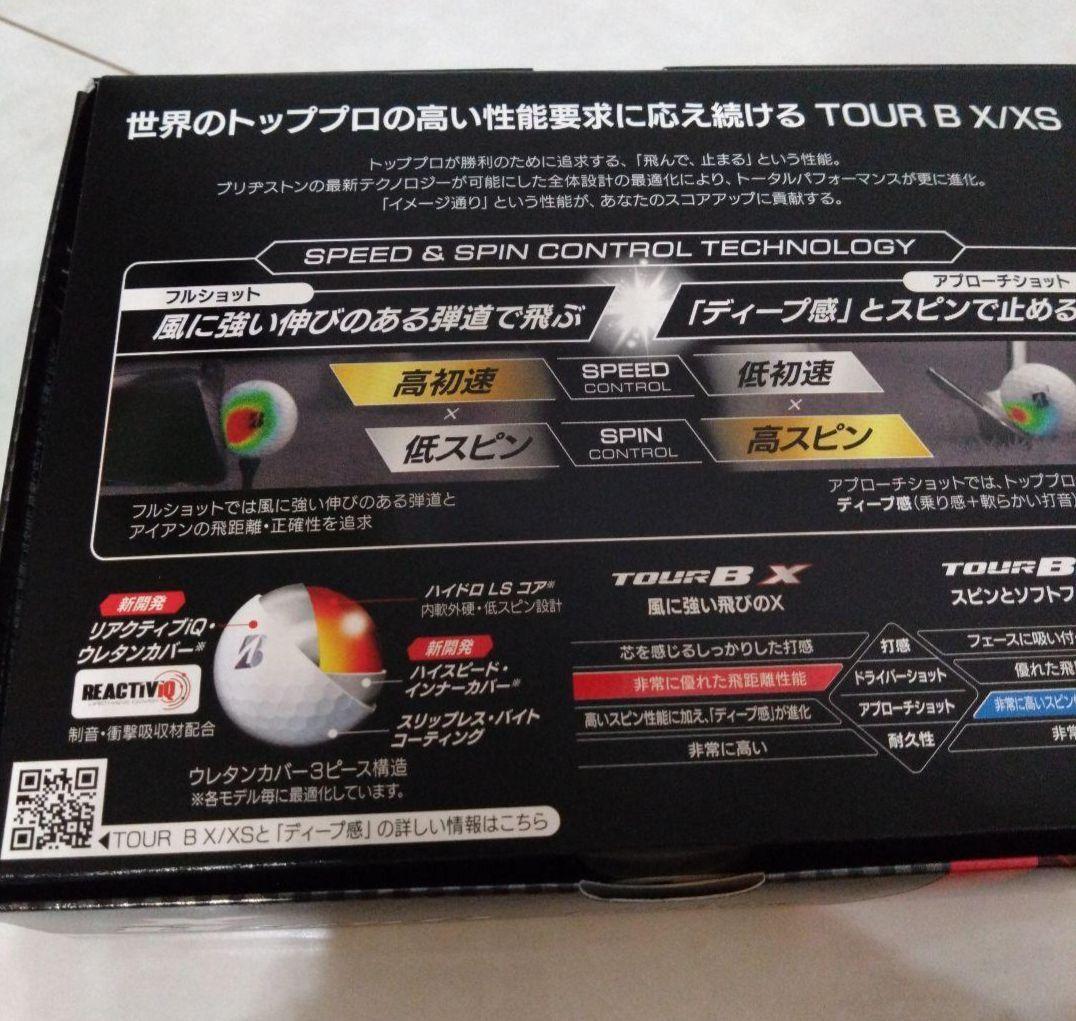 世界のトッププロの高い性能要求に応え続ける TOUR B X/XS
トッププロが勝利のために追求する、「飛んで、止まる」という性能。
ブリヂストンの最新テクノロジーが可能にした全体設計の最適化により、トータルパフォーマンスが更に進化。
「イメージ通り」という性能が、あなたのスコアアップに貢献する。
SPEED & SPIN CONTROL TECHNOLOGY
フルショット
風に強い伸びのある弾道で飛ぶ
アプローチショット
「ディープ感」とスピンで止める
高初速
×
低スピン
SPEED
CONTROL
SPIN
CONTROL
低初速
×
高スピン
フルショットでは風に強い伸びのある弾道と
アイアンの飛距離・正確性を追求
アプローチショットでは、トッププロ
ディープ感(乗り感+軟らかい打音)
新開発
リアクティブiQ・
ウレタンカバー※
REACTiViQ
制音・衝撃吸収材配合
ハイドロ LS コア※
内軟外硬・低スピン設計
新開発
ハイスピード・
インナーカバー※
スリップレス・バイト
コーティング
ウレタンカバー3ピース構造
※各モデル毎に最適化しています。
◀TOUR B X/XSと「ディープ感」の詳しい情報はこちら
TOUR B X
風に強い飛びのX
TOUR B
スピンとソフトフ
芯を感じるしっかりした打感
打感
フェースに吸い付
非常に優れた飛距離性能
ドライバーショット
優れた飛
高いスピン性能に加え、「ディープ感」が進化
アプローチショット
非常に高いスピン
非常に高い
耐久性
非常